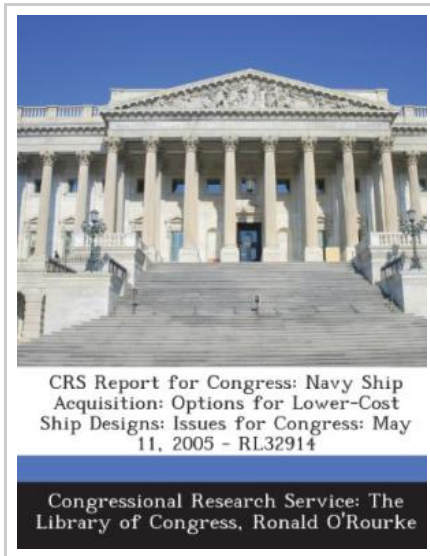 CRS Report for Congress: Navy Ship
Acquisition: Options for Lower-Cost
Ship Designs: Issues for Congress: May
11, 2005 - RL32914
Congressional Research Service: The
Library of Congress, Ronald O'Rourke